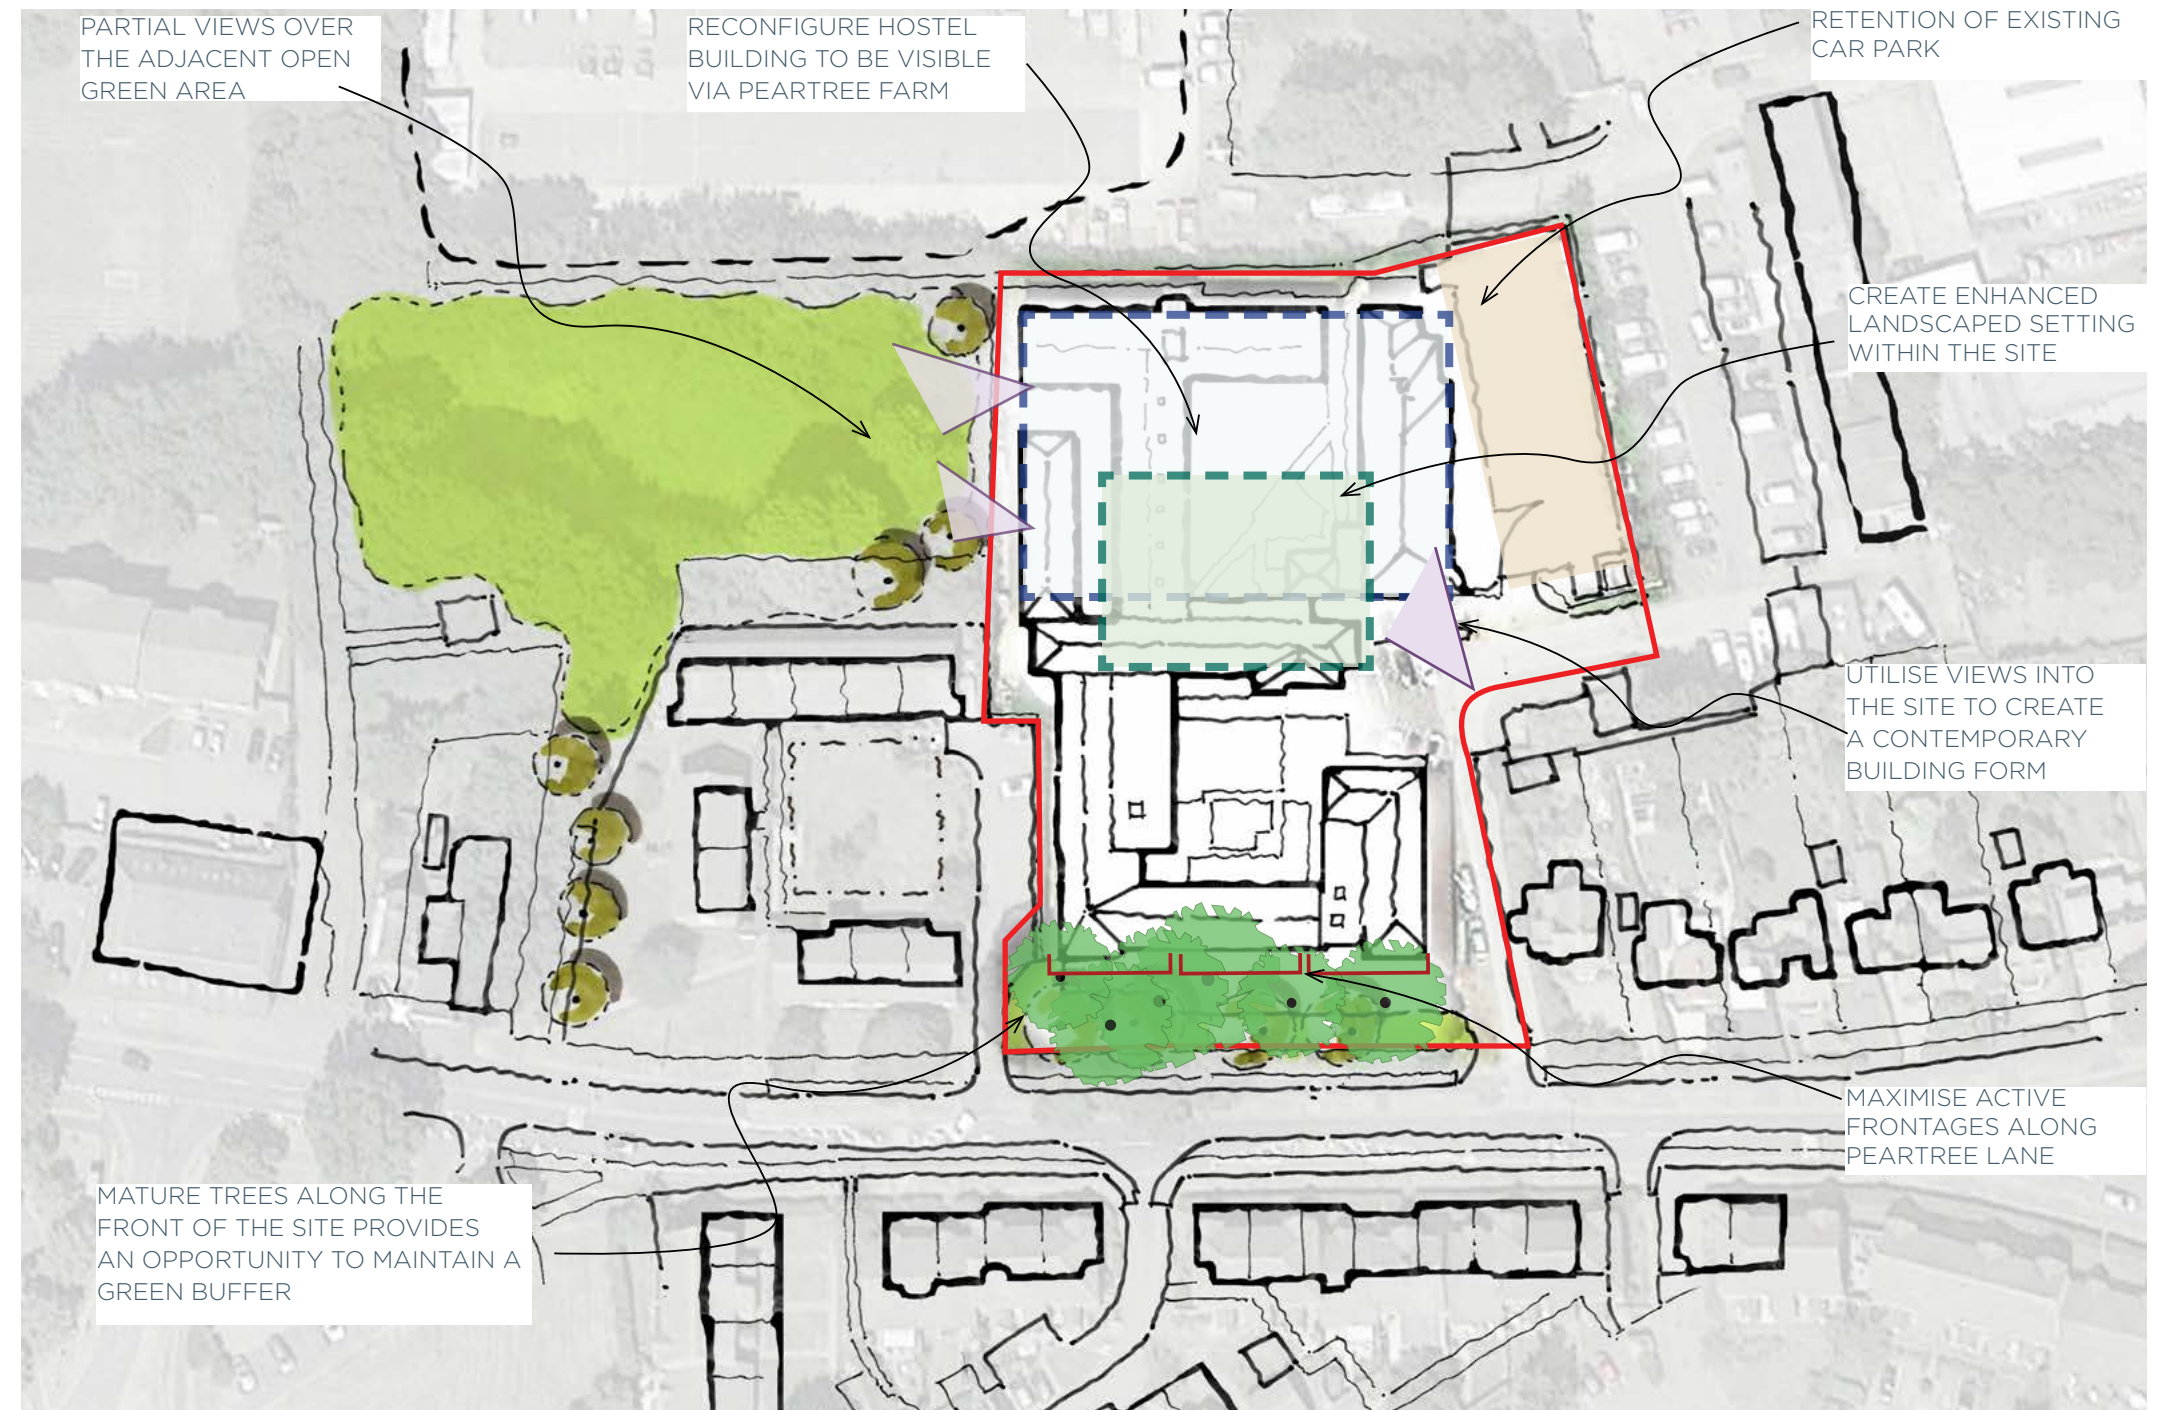 PARTIAL VIEWS OVER
THE ADJACENT OPEN
GREEN AREA
RECONFIGURE HOSTEL
BUILDING TO BE VISIBLE
VIA PEARTREE FARM
RETENTION OF EXISTING
CAR PARK
CREATE ENHANCED
LANDSCAPED SETTING
WITHIN THE SITE
UTILISE VIEWS INTO
THE SITE TO CREATE
A CONTEMPORARY
BUILDING FORM
MAXIMISE ACTIVE
FRONTAGES ALONG
PEARTREE LANE
MATURE TREES ALONG THE
FRONT OF THE SITE PROVIDES
AN OPPORTUNITY TO MAINTAIN A
GREEN BUFFER